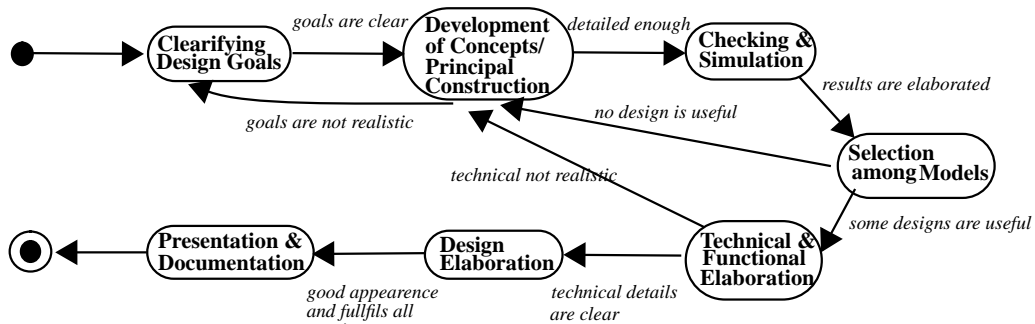 goals are clear
Clearifying
Design Goals
Development
of Concepts/
Principal
Construction
detailed enough
Checking &
Simulation
results are elaborated
goals are not realistic
no design is useful
Selection
among Models
technical not realistic
some designs are useful
Presentation &
Documentation
Design
Elaboration
Technical &
Functional
Elaboration
good appearence
and fullfils all
technical details
are clear